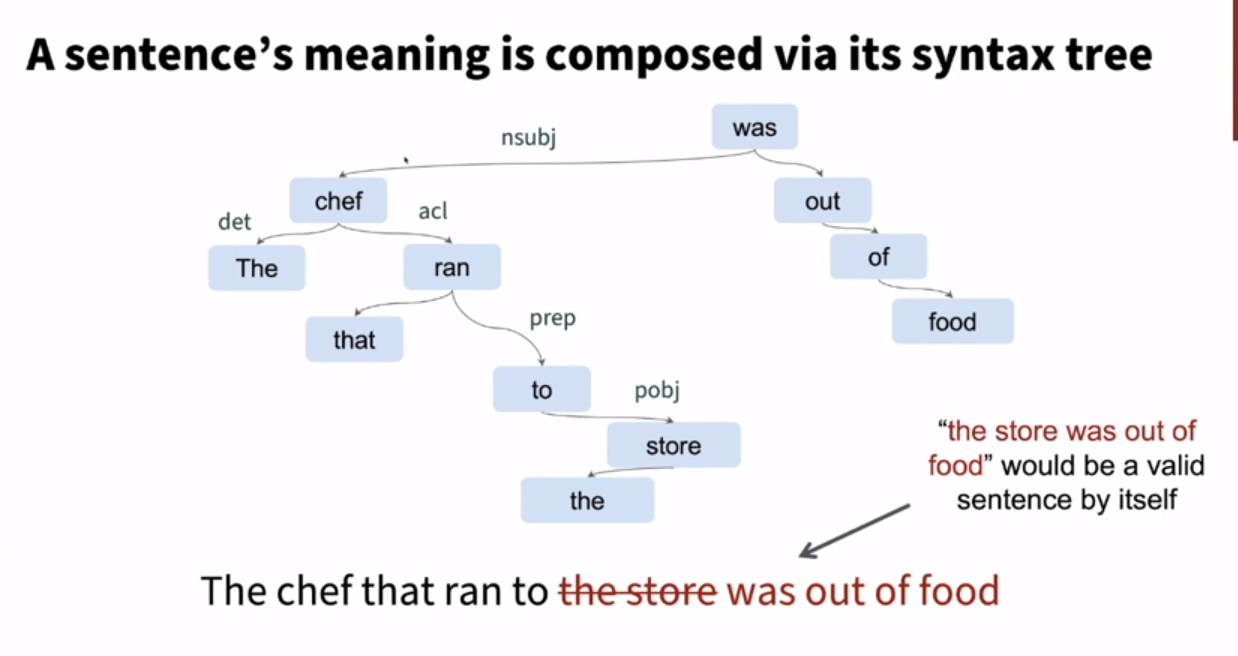 A sentence’s meaning is composed via its syntax tree
was
nsubj
chef
out
det
acl
The
ran
of
food
that
prep
to
pobj
store
the
“the store was out of
food” would be a valid
sentence by itself
The chef that ran to the store was out of food